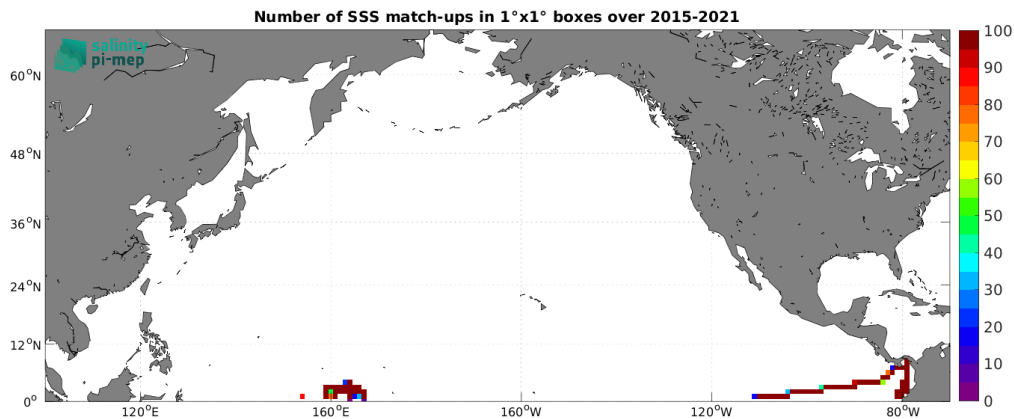 Number of SSS match-ups in 1°x1° boxes over 2015-2021
salinity
pi-mep
60°N
48°N
36°N
24°N
12°N
0°
120°E
160°E
160°W
120°W
80°W
100
90
80
70
60
50
40
30
20
10
0